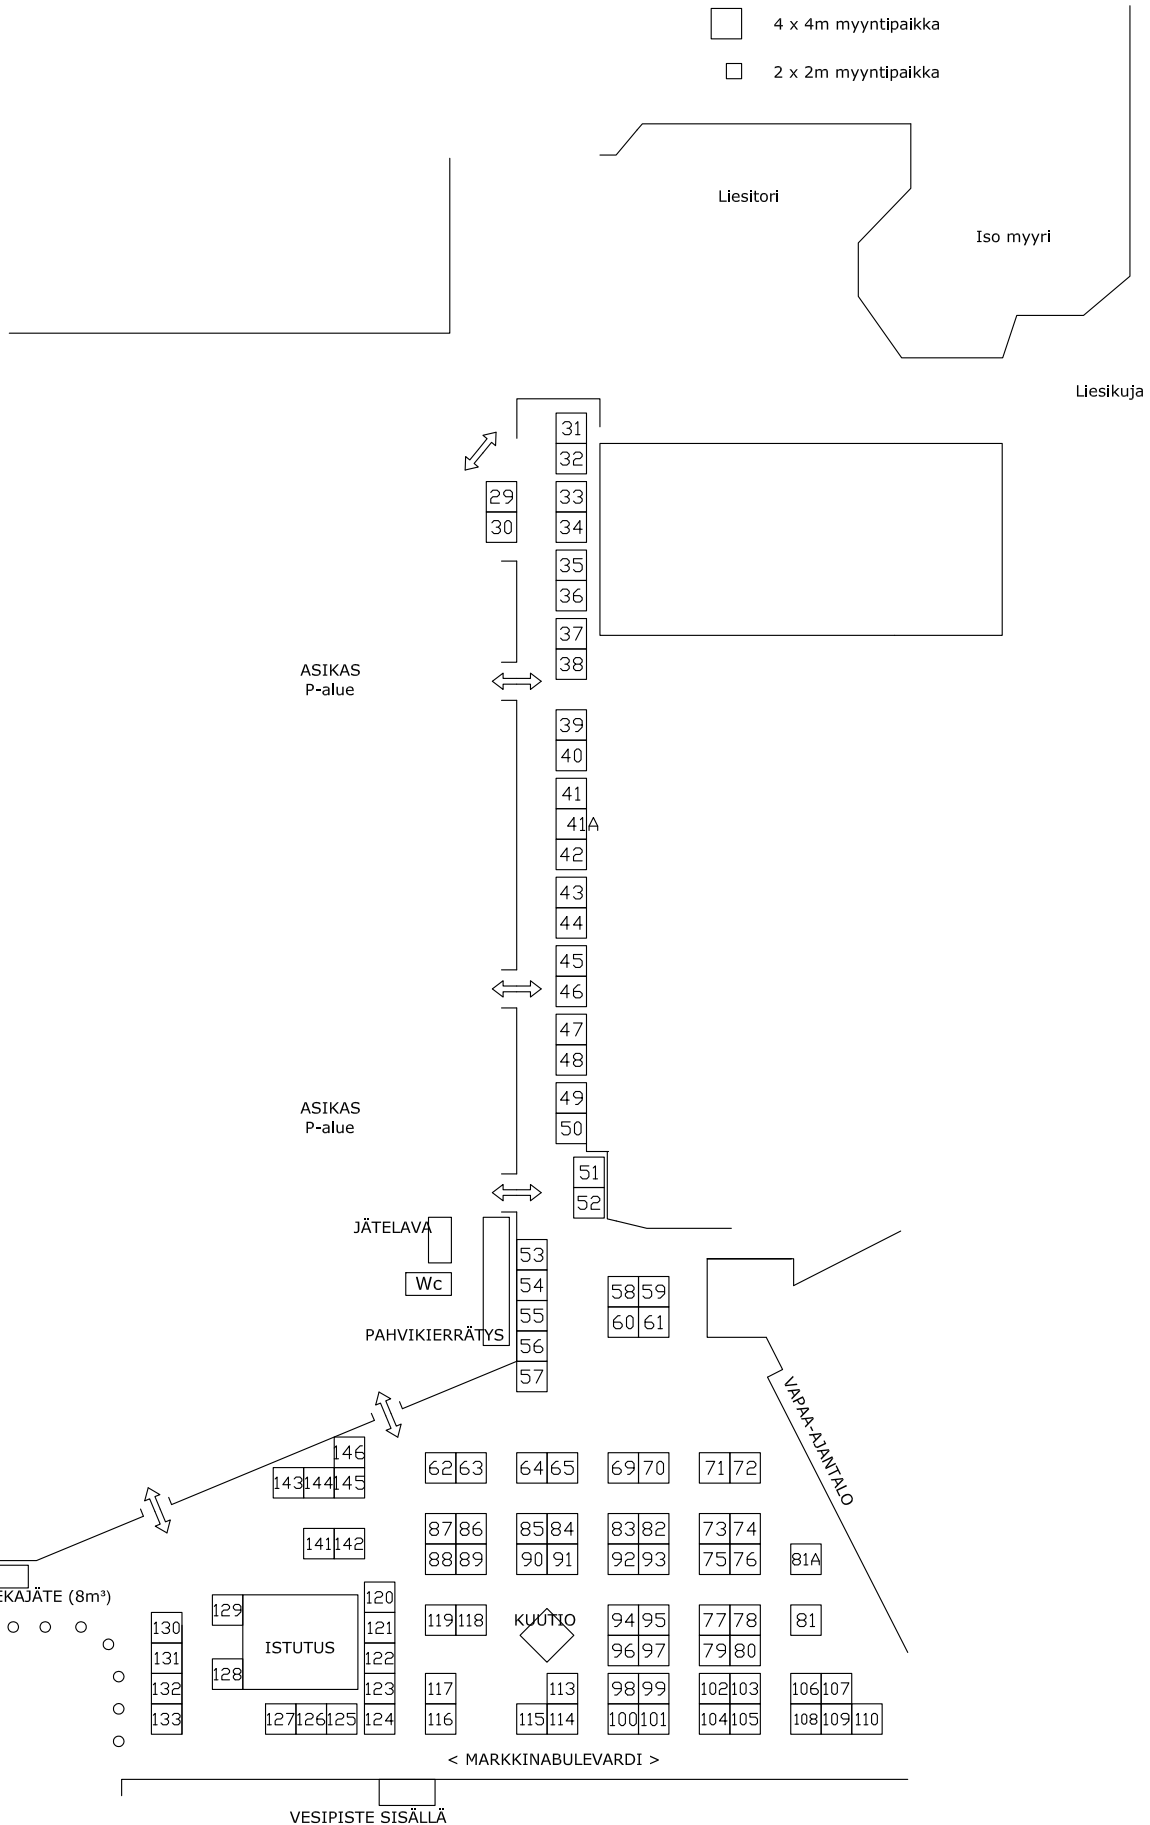 4 x 4m myyntipaikka
2 x 2m myyntipaikka
Liesitori
Iso myyri
Liesikuja
31
32
29
33
30
34
35
36
37
38
ASIKAS
P-alue
39
40
41
41A
42
43
44
45
46
47
48
49
50
ASIKAS
P-alue
51
52
JÄTELAVA
53
Wc
54
58 59
55
60 61
PAHVIKIERRÄTYS
56
57
VAPAA-AJANTALO
146
62 63 64 65 69 70 71 72
143 144 145
87 86 85 84 83 82 73 74
141 142
88 89 90 91 92 93 75 76 81A
EKAJÄTE (8m³)
120
129
119 118 KUUTIO 94 95 77 78 81
130 121
ISTUTUS
96 97 79 80
131 122
128
132 123 117 113 98 99 102 103 106 107
133 127 126 125 124 116 115 114 100 101 104 105 108 109 110
< MARKKINABULEVARDI >
VESIPISTE SISÄLLÄ